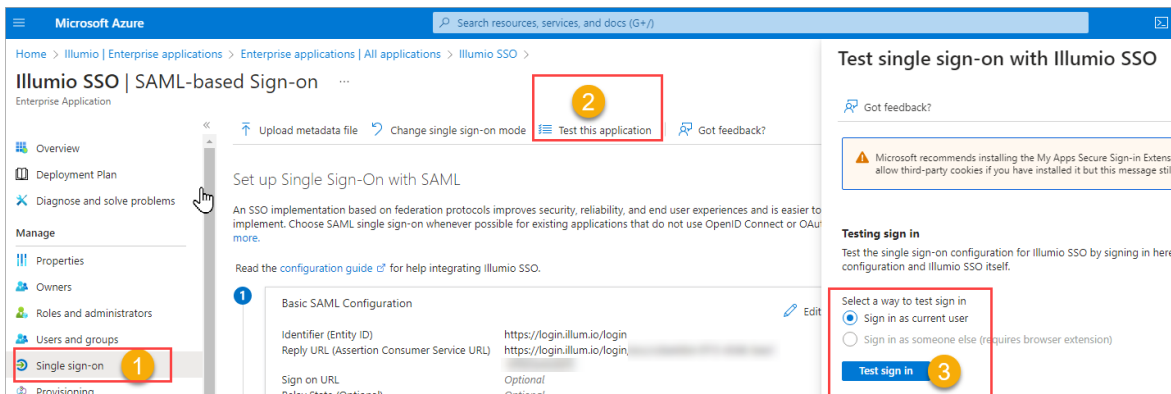 Microsoft Azure
Search resources, services, and docs (G+/)
Home > Illumio | Enterprise applications > Enterprise applications | All applications > Illumio SSO >
Illumio SSO | SAML-based Sign-on ...
Enterprise Application
Overview
Deployment Plan
Diagnose and solve problems
Manage
Properties
Owners
Roles and administrators
Users and groups
Single sign-on
1
Provisioning
2
Upload metadata file
Change single sign-on mode
Test this application
Got feedback?
Set up Single Sign-On with SAML
An SSO implementation based on federation protocols improves security, reliability, and end user experiences and is easier to
implement. Choose SAML single sign-on whenever possible for existing applications that do not use OpenID Connect or OAu
more.
Read the configuration guide for help integrating Illumio SSO.
1
Basic SAML Configuration
Edit
Identifier (Entity ID) https://login.illum.io/login
Reply URL (Assertion Consumer Service URL) https://login.illum.io/login
Sign on URL Optional
Relay State (Optional) Optional
Test single sign-on with Illumio SSO
Got feedback?
Microsoft recommends installing the My Apps Secure Sign-in Extens
allow third-party cookies if you have installed it but this message stil
Testing sign in
Test the single sign-on configuration for Illumio SSO by signing in here
configuration and Illumio SSO itself.
Select a way to test sign in
Sign in as current user
Sign in as someone else (requires browser extension)
Test sign in
3